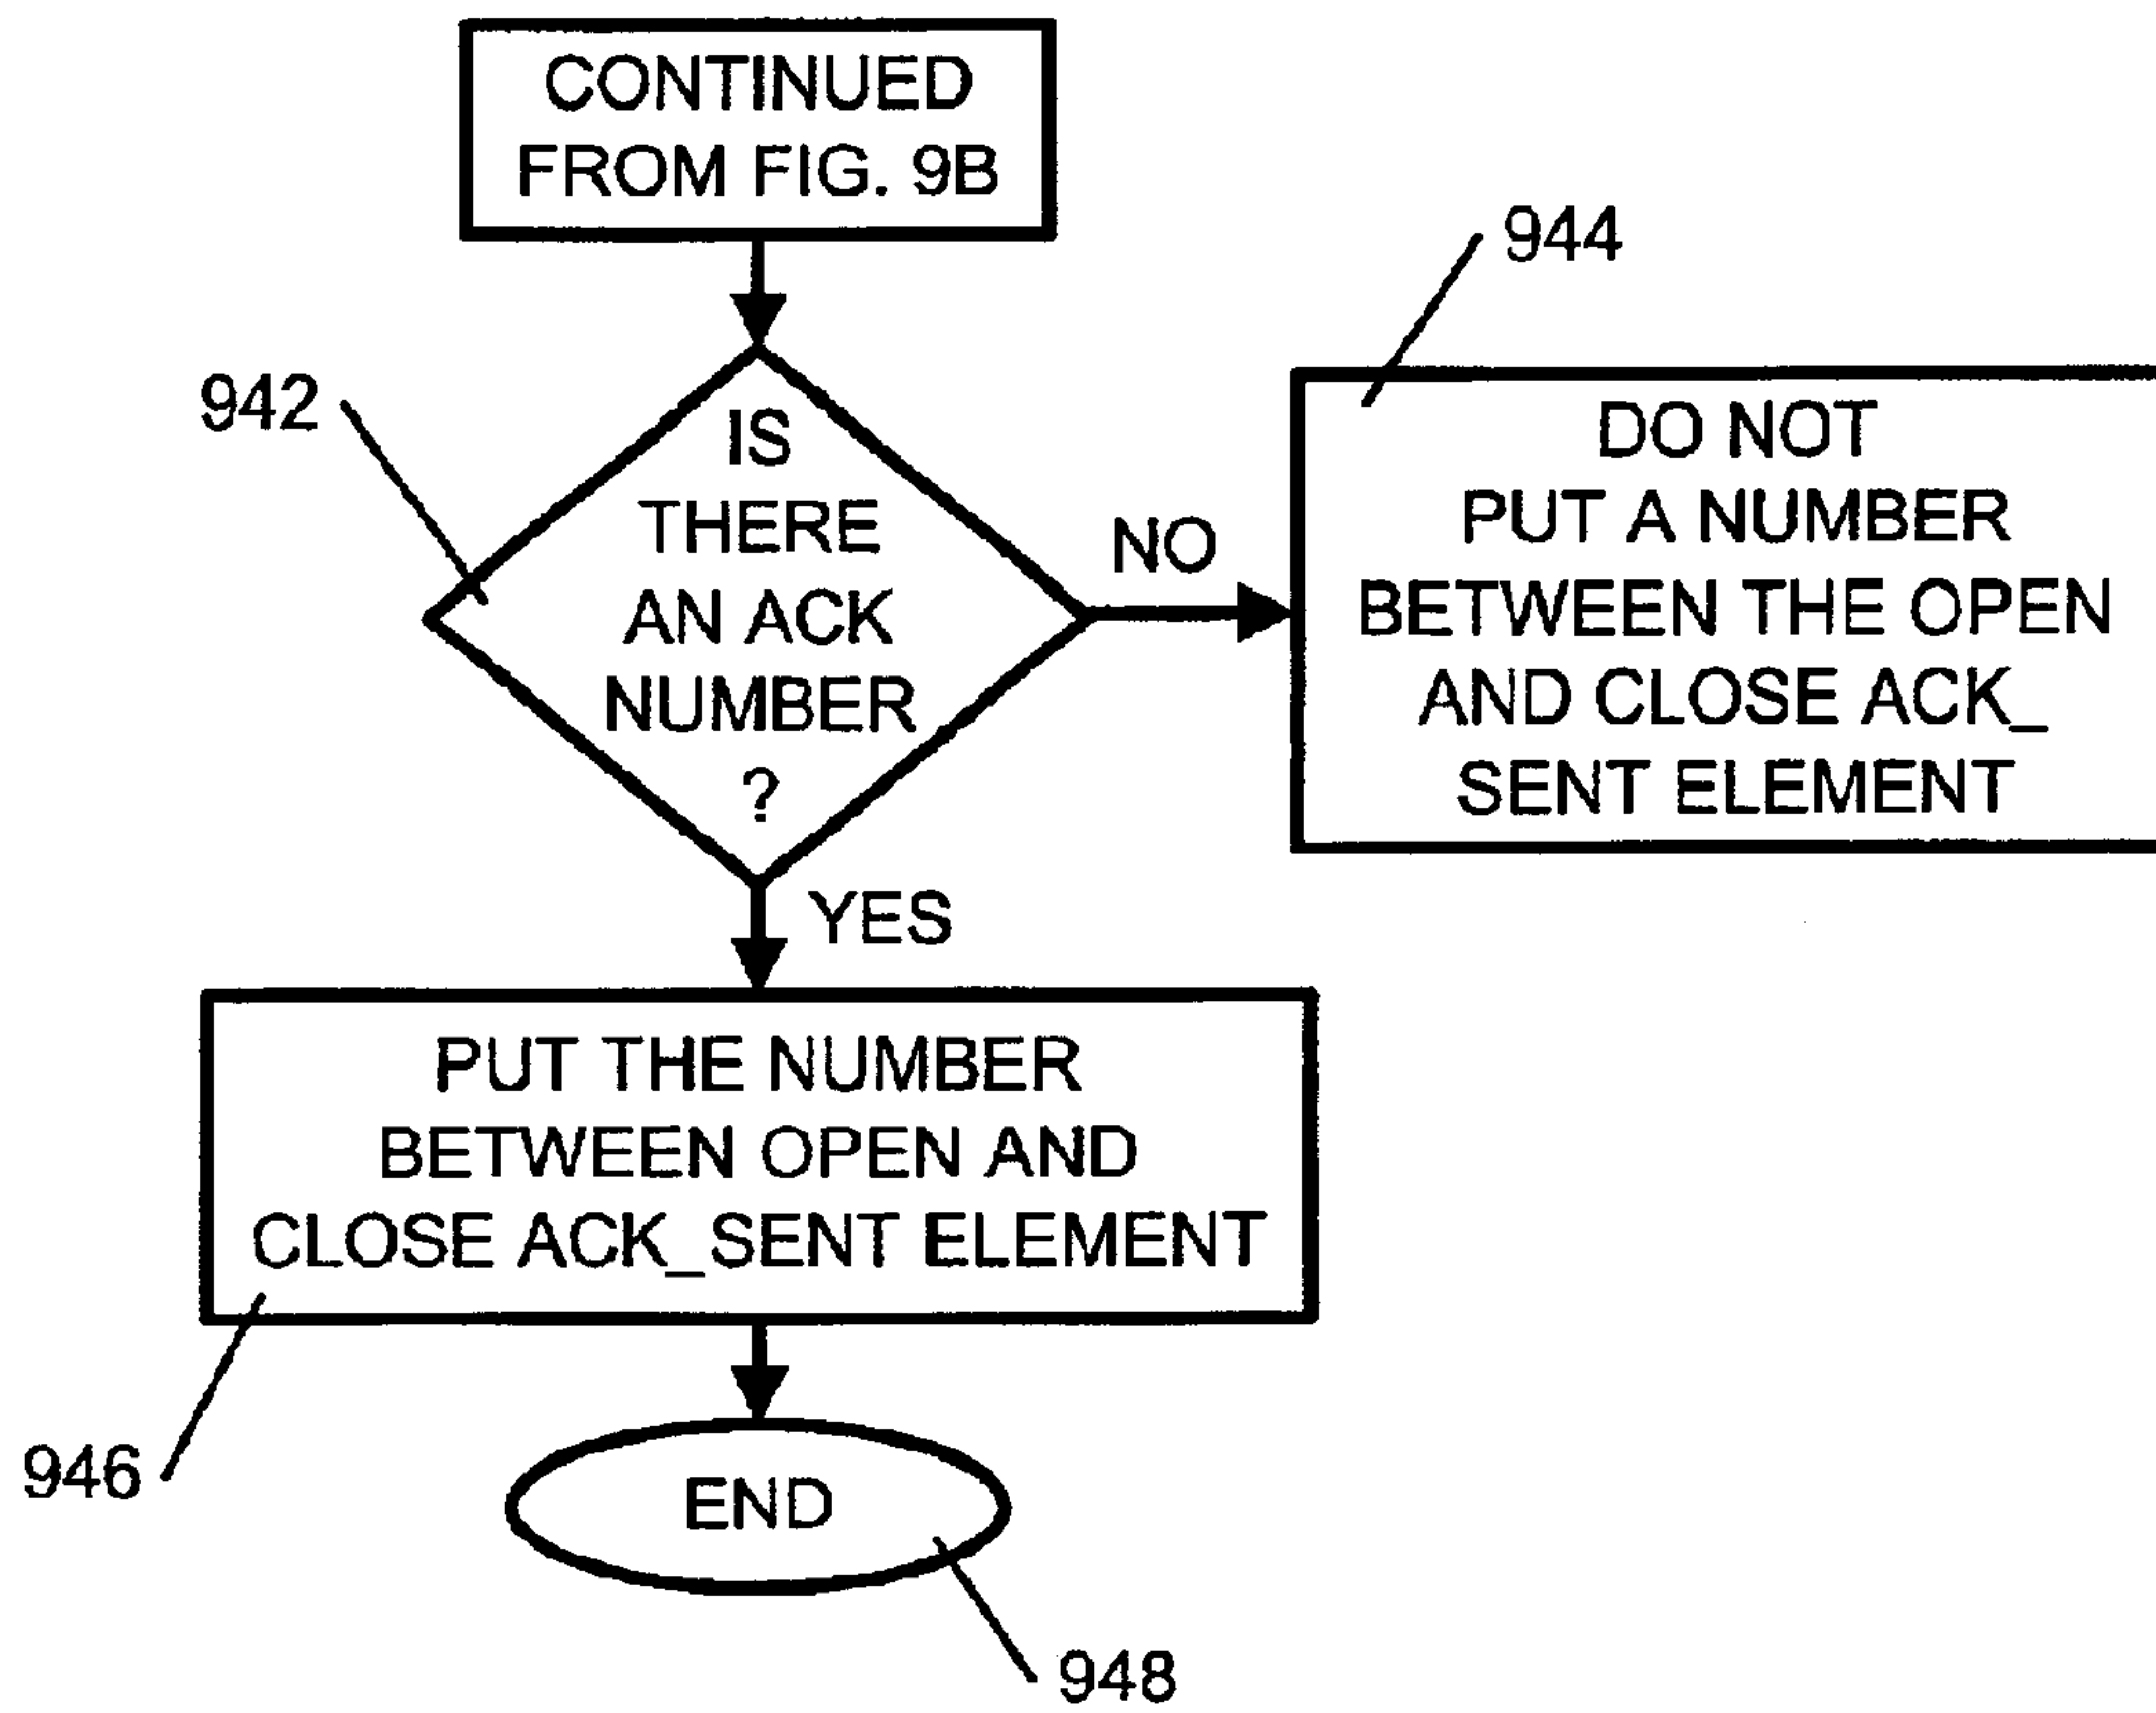 CONTINUED
FROM FIG. 9B
944
942
IS
THERE
AN ACK
NUMBER
?
NO
DO NOT
PUT A NUMBER
BETWEEN THE OPEN
AND CLOSE ACK_
SENT ELEMENT
YES
PUT THE NUMBER
BETWEEN OPEN AND
CLOSE ACK_SENT ELEMENT
946
END
948